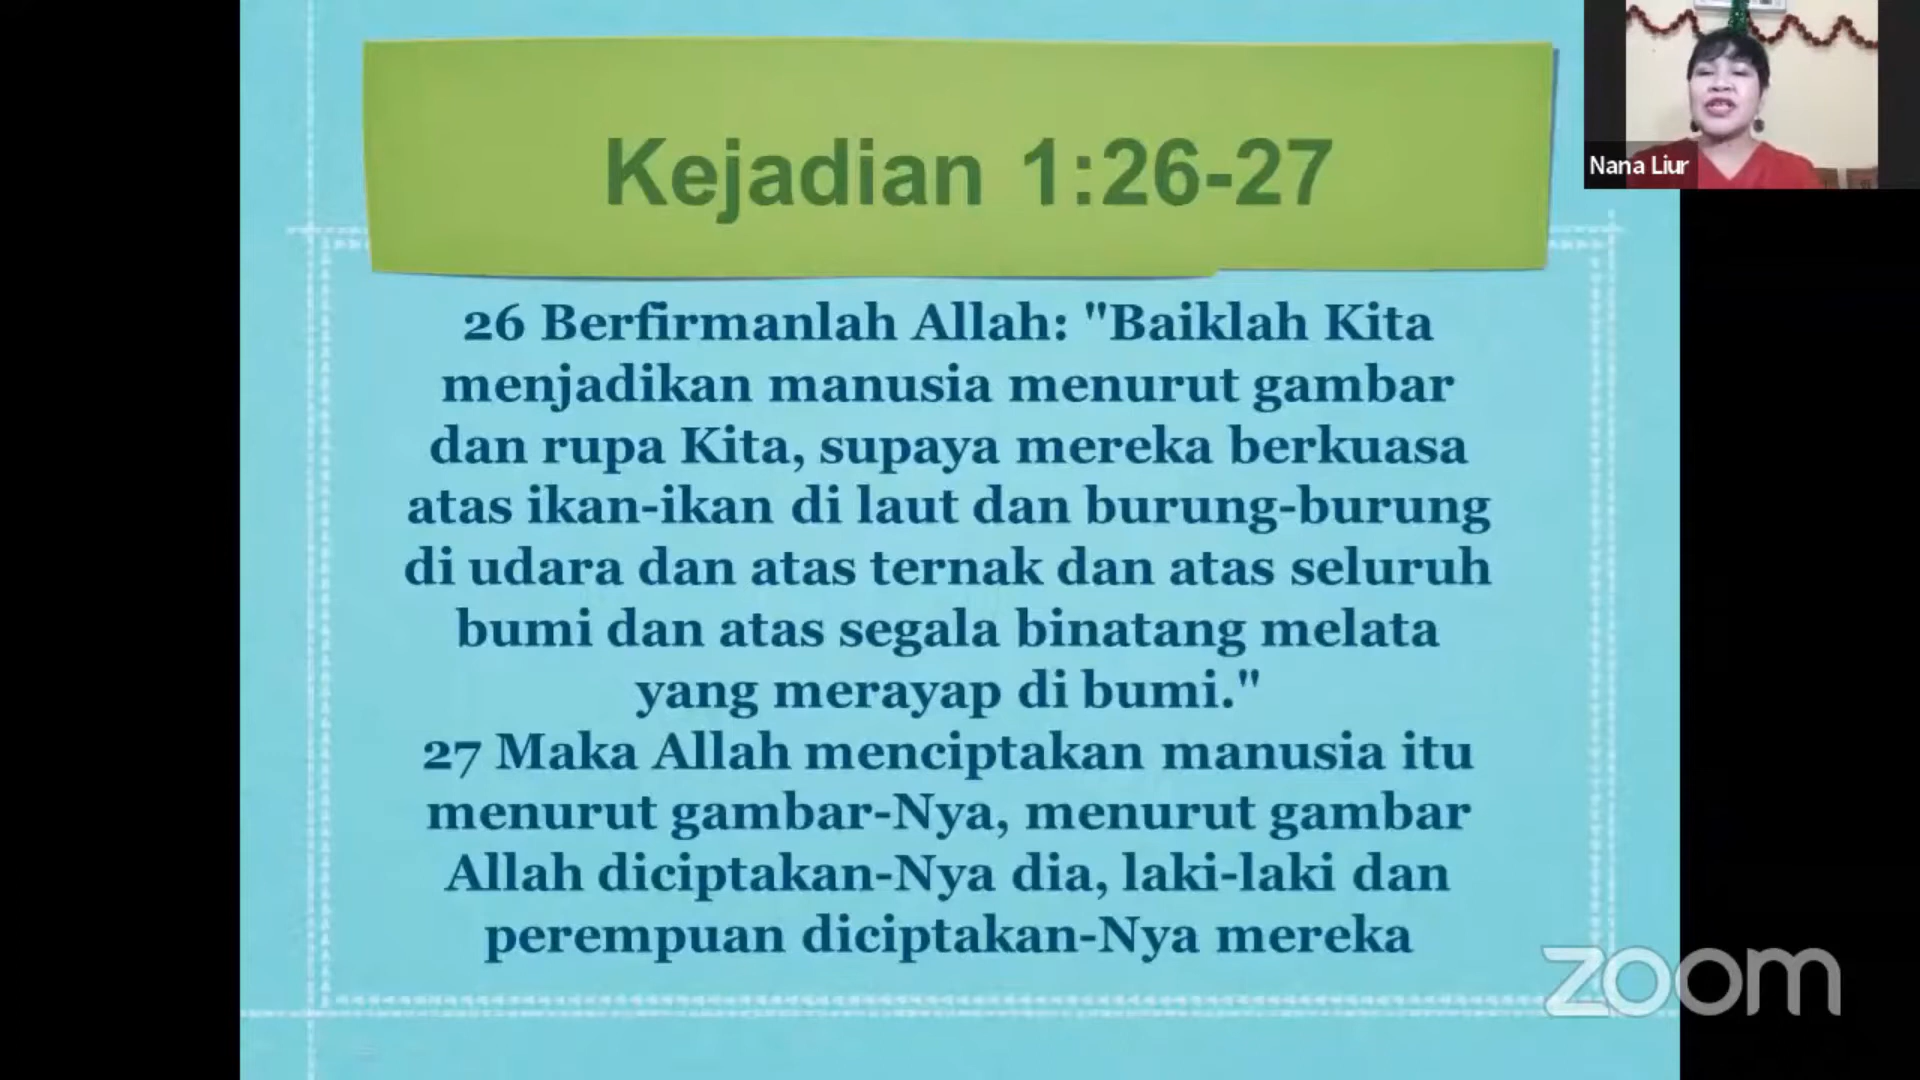 Kejadian 1:26-27
Nana Liur
26 Berfirmanlah Allah: "Baiklah Kita
menjadikan manusia menurut gambar
dan rupa Kita, supaya mereka berkuasa
atas ikan-ikan di laut dan burung-burung
di udara dan atas ternak dan atas seluruh
bumi dan atas segala binatang melata
yang merayap di bumi."
27 Maka Allah menciptakan manusia itu
menurut gambar-Nya, menurut gambar
Allah diciptakan-Nya dia, laki-laki dan
perempuan diciptakan-Nya mereka
zoom